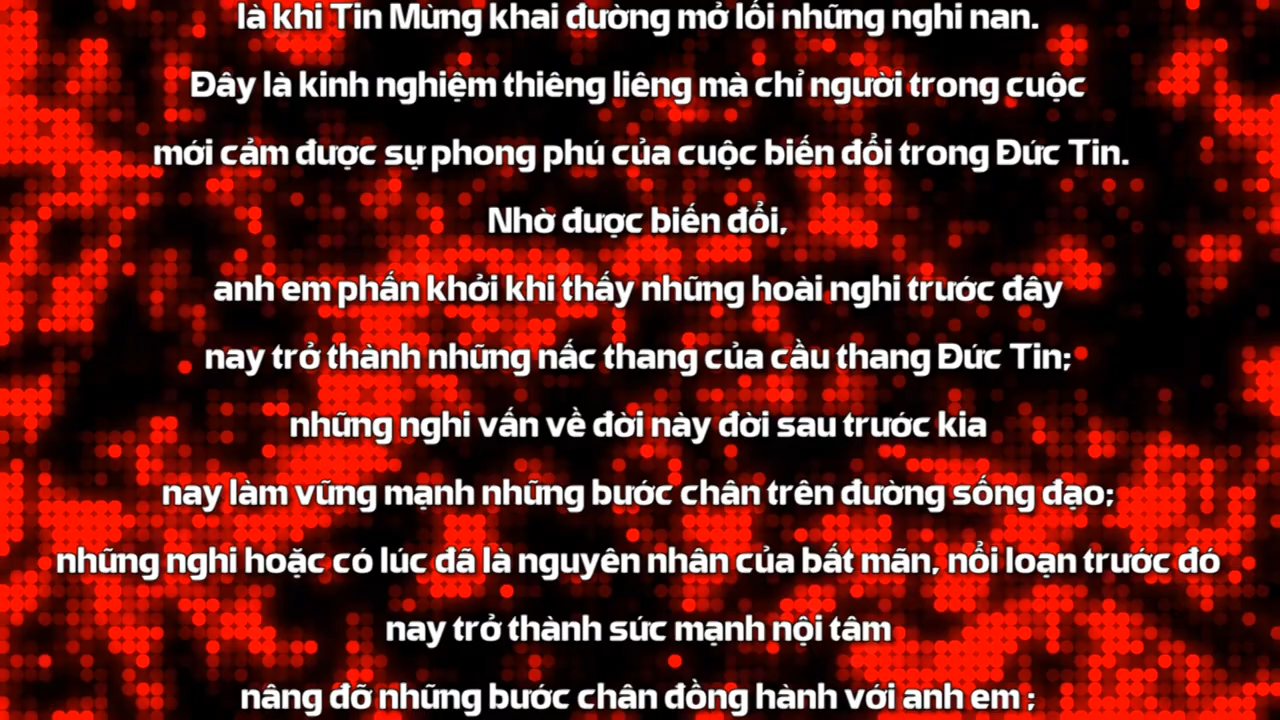 là khi Tin Mừng khai đường mở lối những nghi nan.
Đây là kinh nghiệm thiêng liêng mà chỉ người trong cuộc
mới cảm được sự phong phú của cuộc biến đổi trong Đức Tin.
Nhờ được biến đổi,
anh em phấn khởi khi thấy những hoài nghi trước đây
nay trở thành những nấc thang của cầu thang Đức Tin;
những nghi vấn về đời này đời sau trước kia
nay làm vững mạnh những bước chân trên đường sống đạo;
những nghi hoặc có lúc đã là nguyên nhân của bất mãn, nổi loạn trước đó
nay trở thành sức mạnh nội tâm
nâng đỡ những bước chân đồng hành với anh em ;